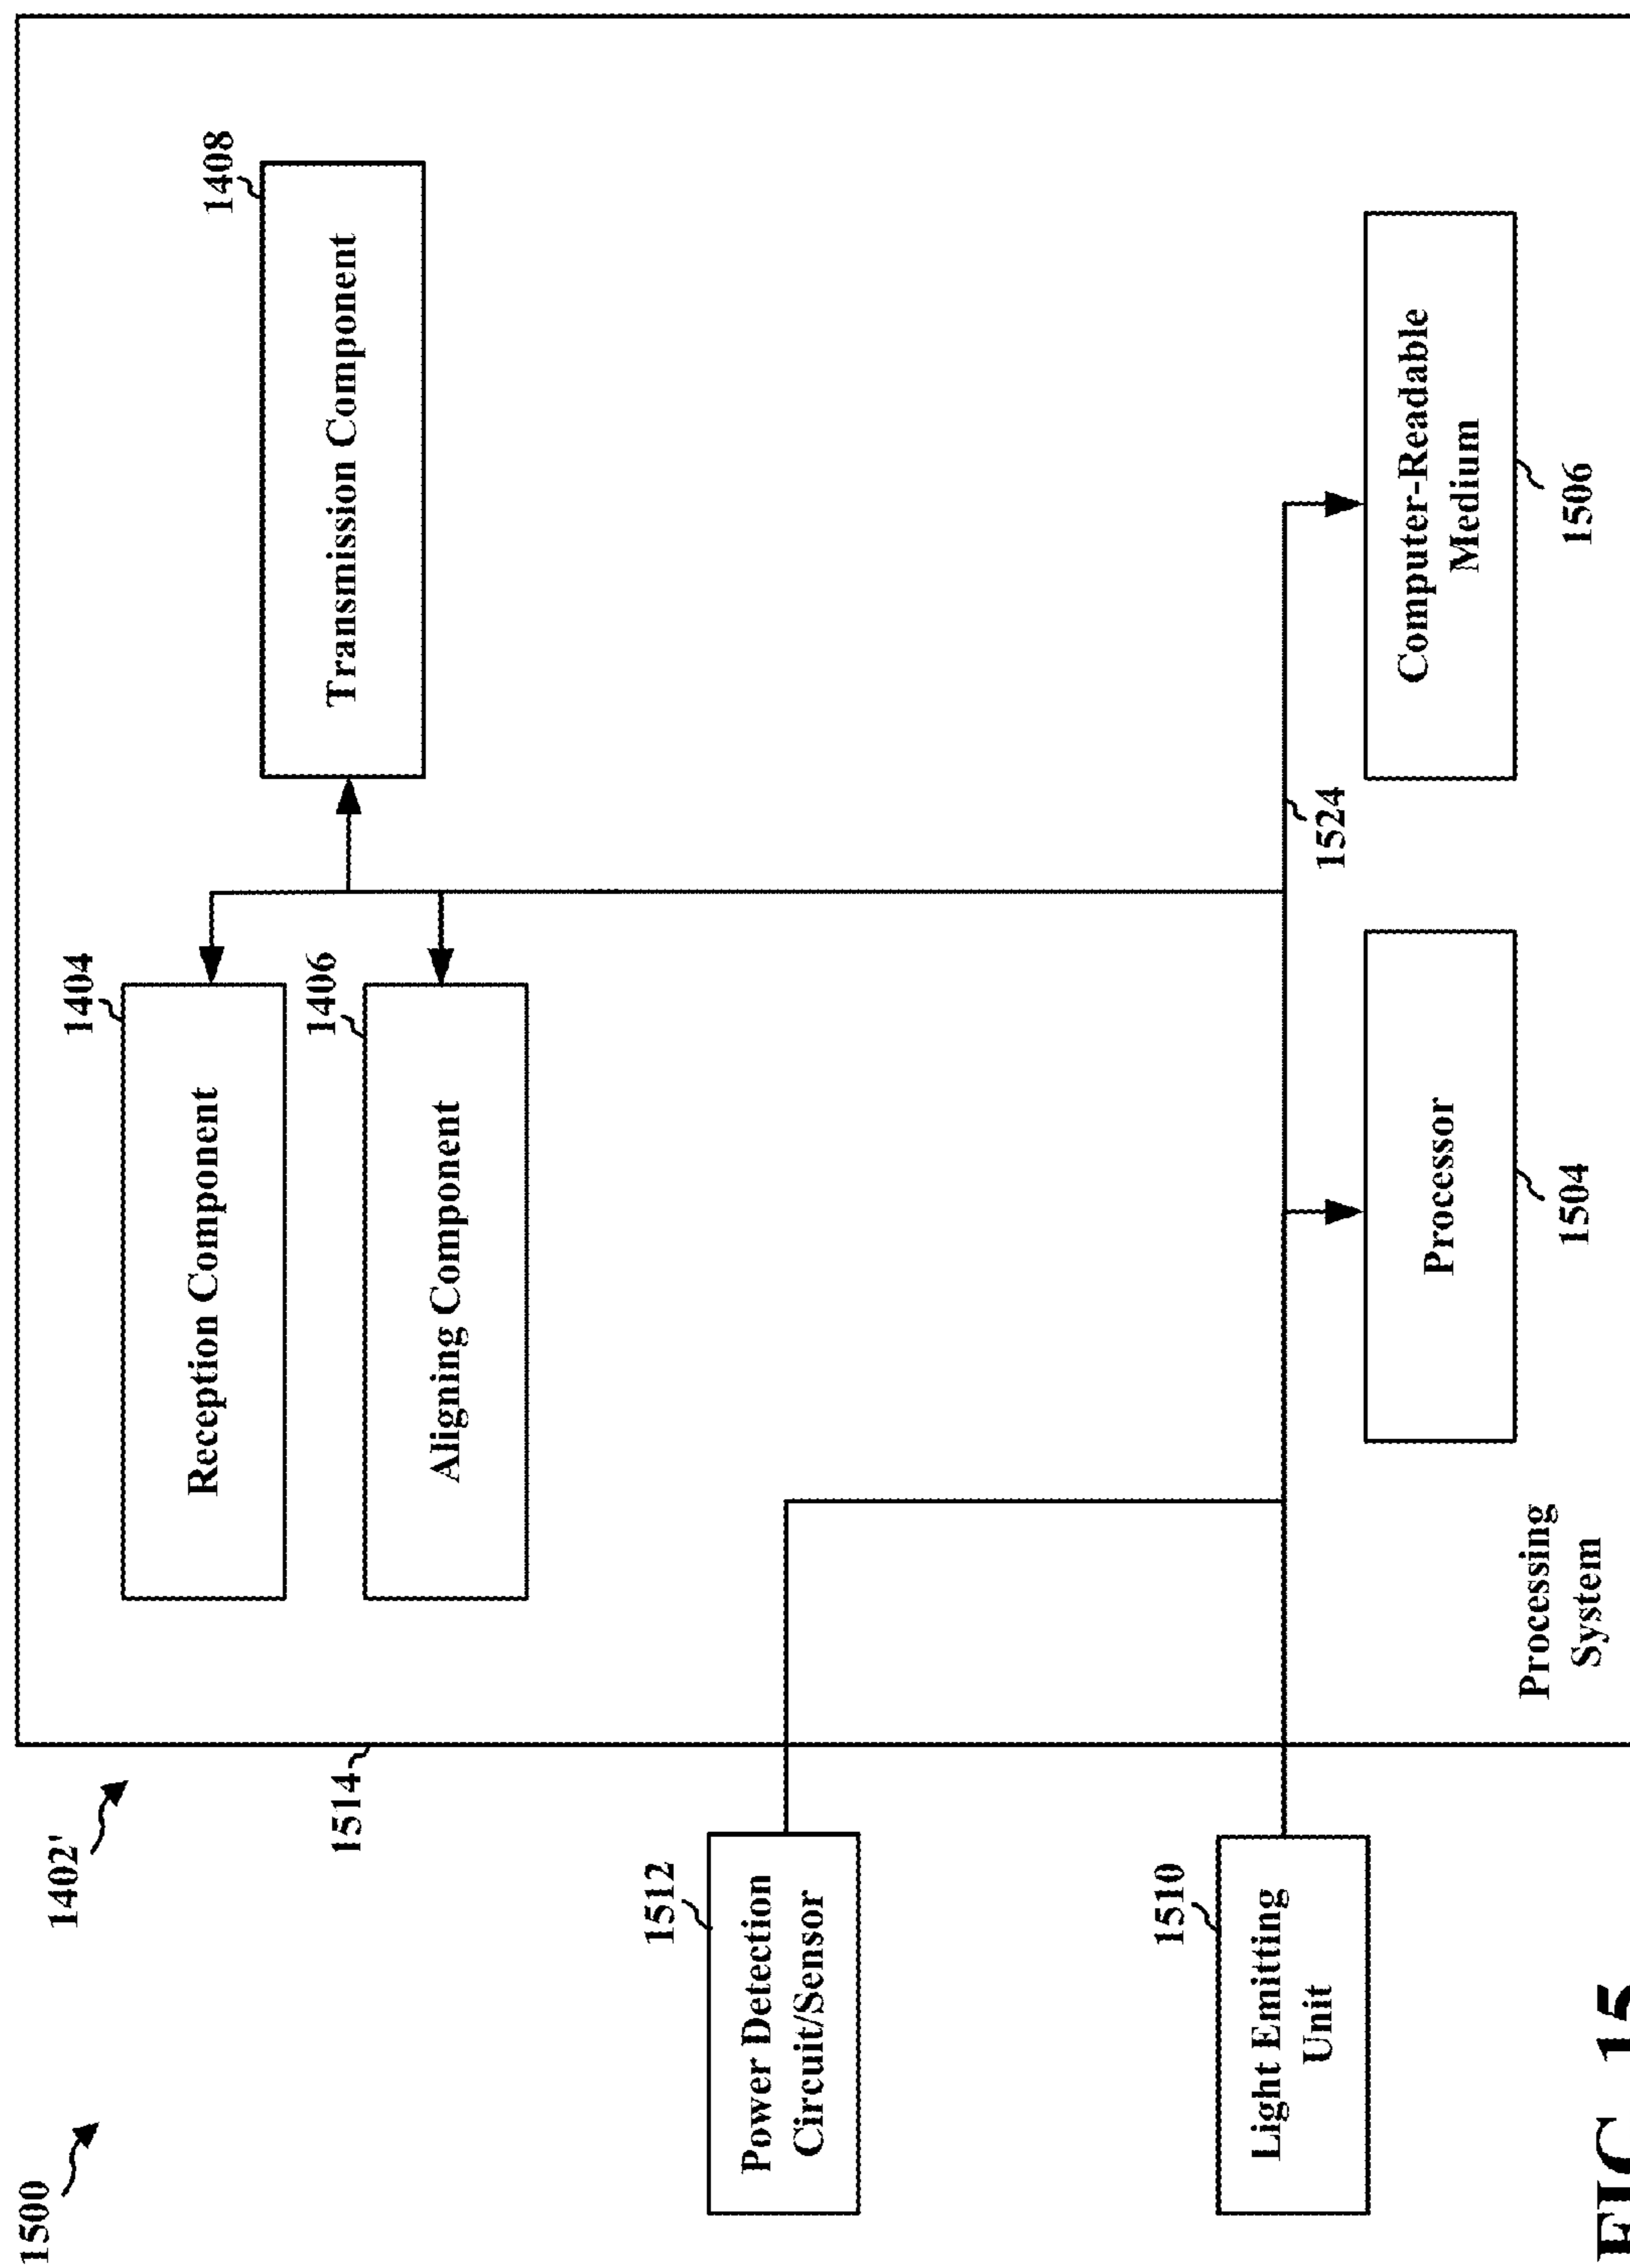 1500
1402'
1514
1404
Reception Component
1406
Aligning Component
1408
Transmission Component
1512
Power Detection
Circuit/Sensor
1510
Light Emitting
Unit
1524
Processor
1504
Computer-Readable
Medium
1506
Processing
System
FIG. 15